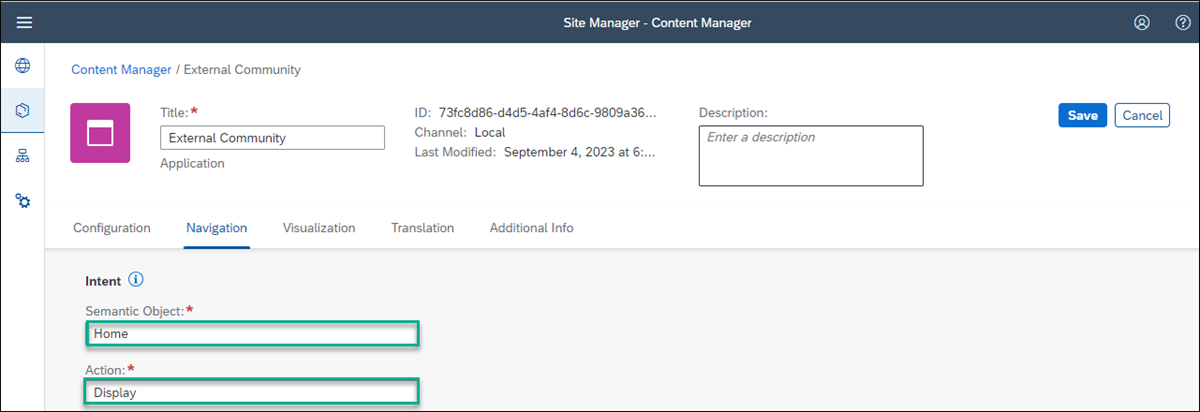 Site Manager - Content Manager
Content Manager / External Community
Title: *
External Community
Application
ID: 73fc8d86-d4d5-4af4-8d6c-9809a36...
Channel: Local
Last Modified: September 4, 2023 at 6:...
Description:
Enter a description
Save
Cancel
Configuration
Navigation
Visualization
Translation
Additional Info
Intent
Semantic Object: *
Home
Action: *
Display